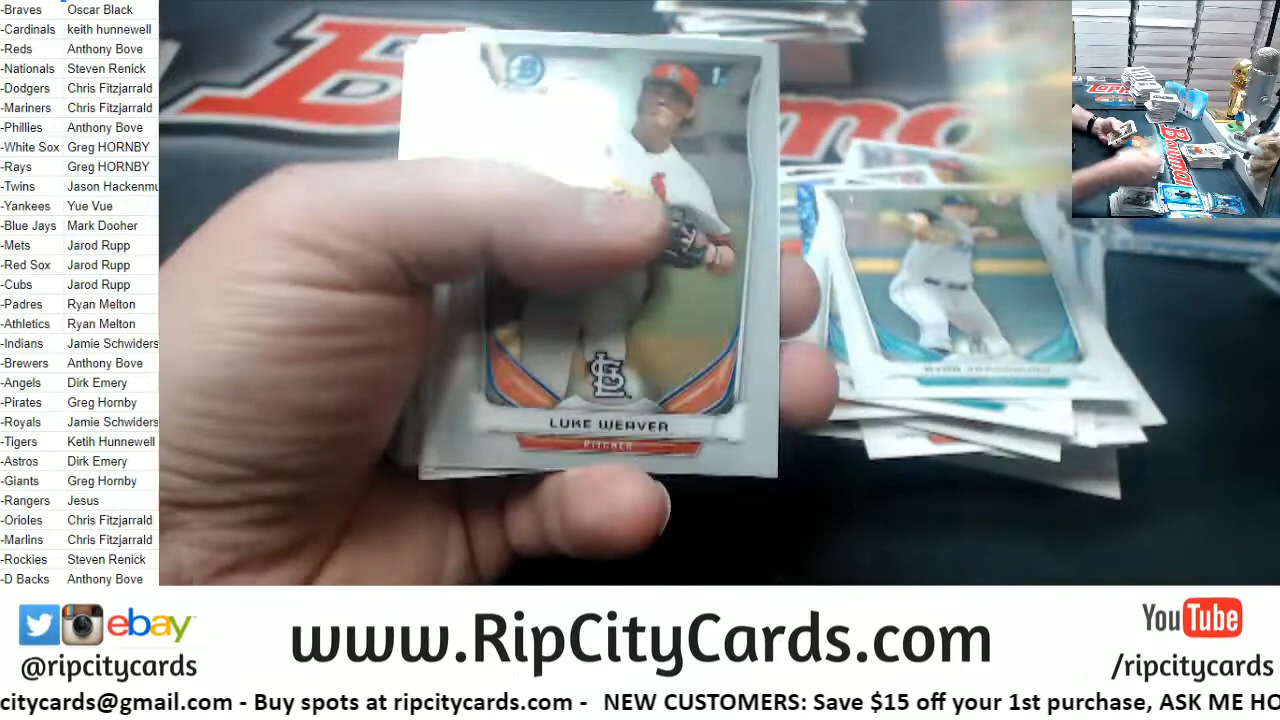 -Braves Oscar Black
-Cardinals keith hunnewell
-Reds Anthony Bove
-Nationals Steven Renick
-Dodgers Chris Fitzjarrald
-Mariners Chris Fitzjarrald
-Phillies Anthony Bove
-White Sox Greg HORNBY
-Rays Greg HORNBY
-Twins Jason Hackenmu
-Yankees Yue Vue
-Blue Jays Mark Dooher
-Mets Jarod Rupp
-Red Sox Jarod Rupp
-Cubs Jarod Rupp
-Padres Ryan Melton
-Athletics Ryan Melton
-Indians Jamie Schwiders
-Brewers Anthony Bove
-Angels Dirk Emery
-Pirates Greg Hornby
-Royals Jamie Schwiders
-Tigers Ketih Hunnewell
-Astros Dirk Emery
-Giants Greg Hornby
-Rangers Jesus
-Orioles Chris Fitzjarrald
-Marlins Chris Fitzjarrald
-Rockies Steven Renick
-D Backs Anthony Bove
B
1st
STL
LUKE WEAVER
PITCHER
Topps
Bowman
ebay
@ripcitycards
www.RipCityCards.com
YouTube
/ripcitycards
citycards@gmail.com - Buy spots at ripcitycards.com - NEW CUSTOMERS: Save $15 off your 1st purchase, ASK ME HO